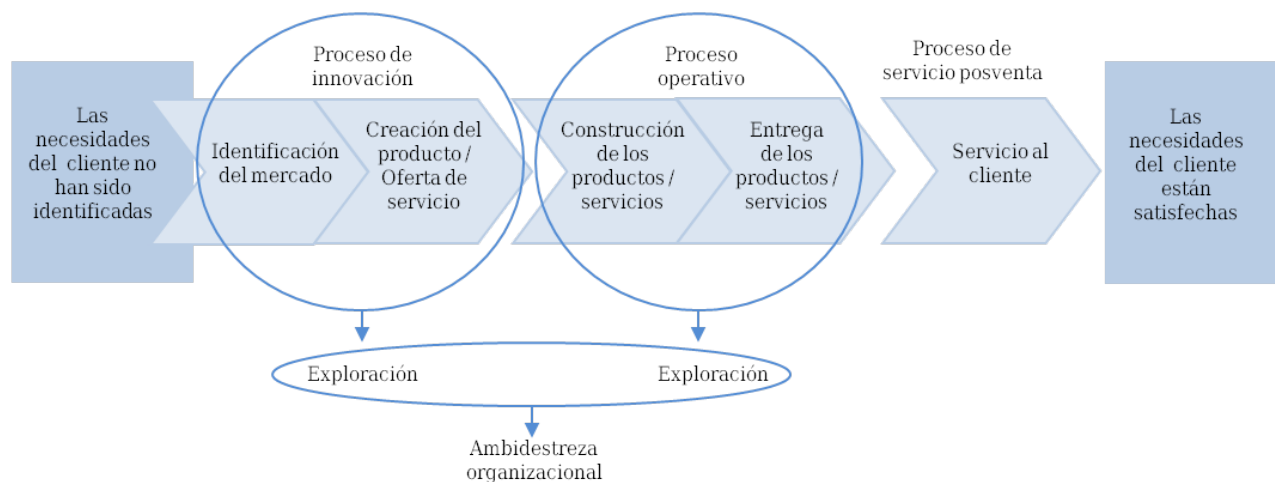 Proceso de
innovación
Proceso
operativo
Proceso de
servicio posventa
Las
necesidades
del cliente no
han sido
identificadas
Identificación
del mercado
Creación del
producto /
Oferta de
servicio
Construcción
de los
productos /
servicios
Entrega
de los
productos /
servicios
Servicio al
cliente
Las
necesidades
del cliente
están
satisfechas
Exploración
Exploración
Ambidestreza
organizacional